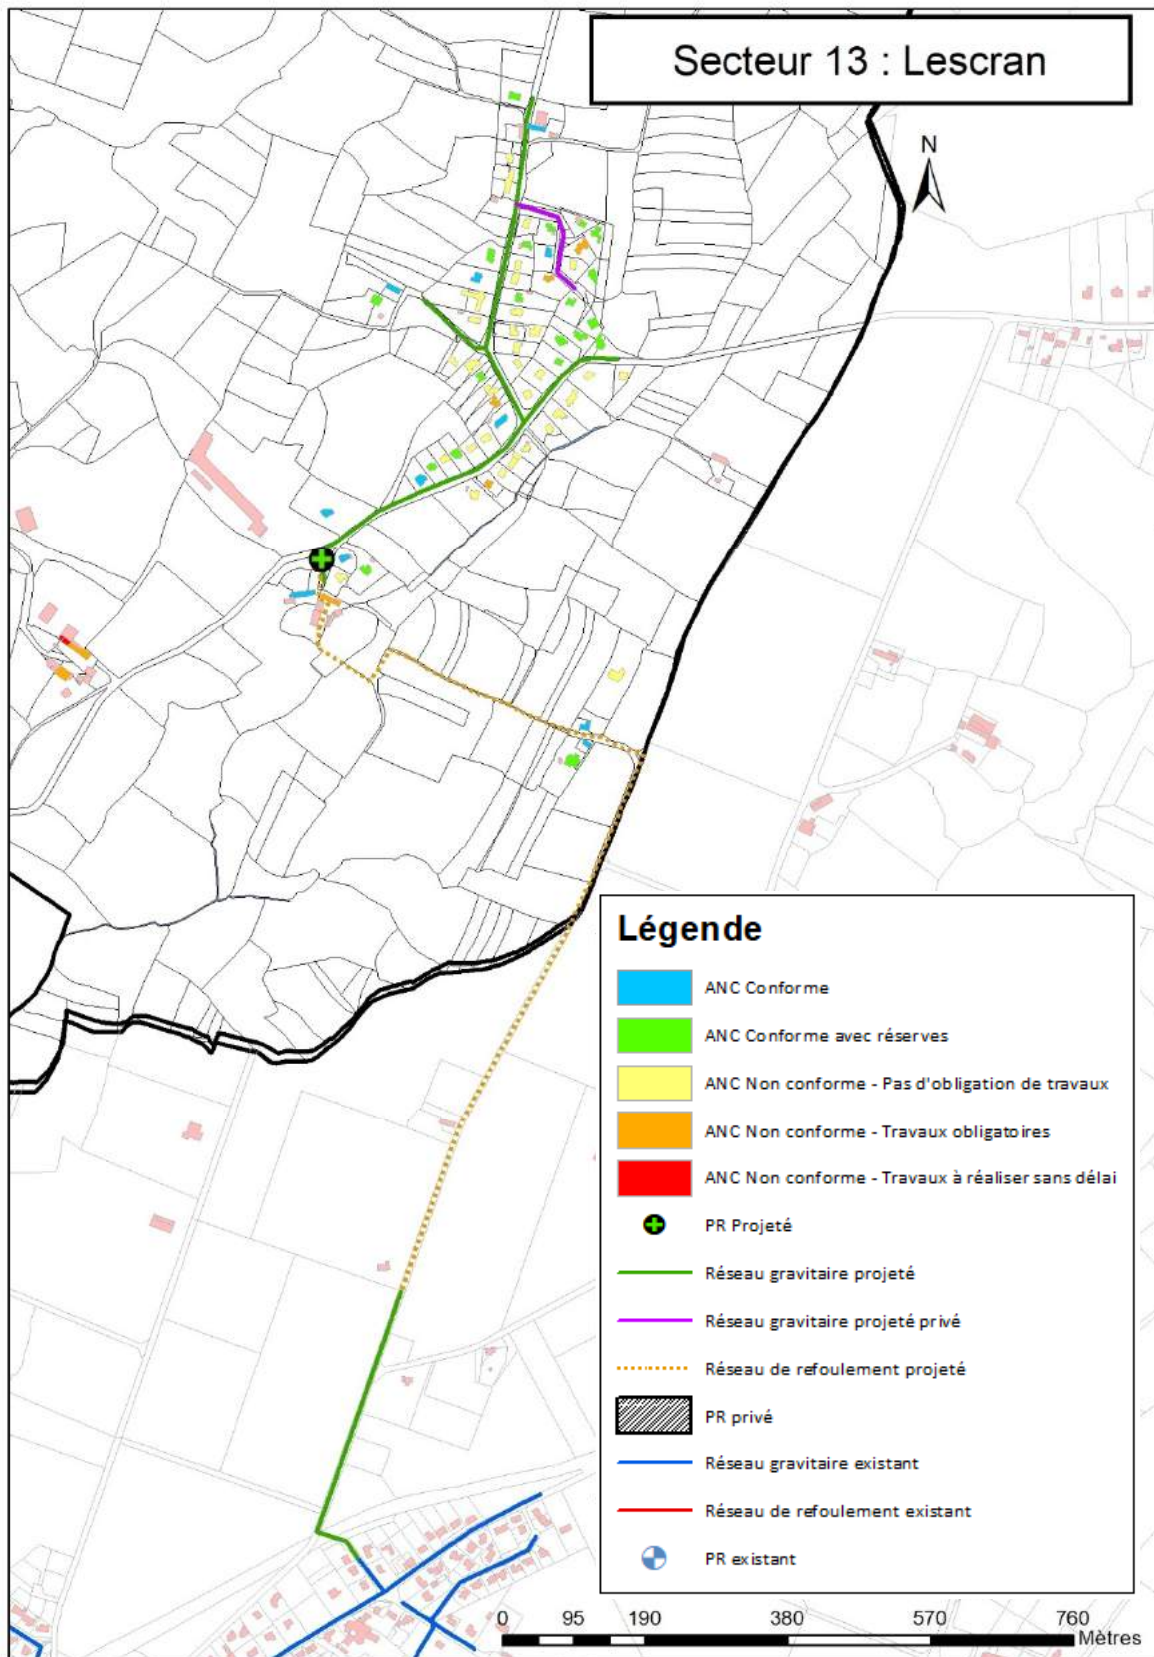 Secteur 13 : Lescran
N
Légende
ANC Conforme
ANC Conforme avec réserves
ANC Non conforme - Pas d'obligation de travaux
ANC Non conforme - Travaux obligatoires
ANC Non conforme - Travaux à réaliser sans délai
PR Projeté
Réseau gravitaire projeté
Réseau gravitaire projeté privé
Réseau de refoulement projeté
PR privé
Réseau gravitaire existant
Réseau de refoulement existant
PR existant
0 95 190 380 570 760
Mètres